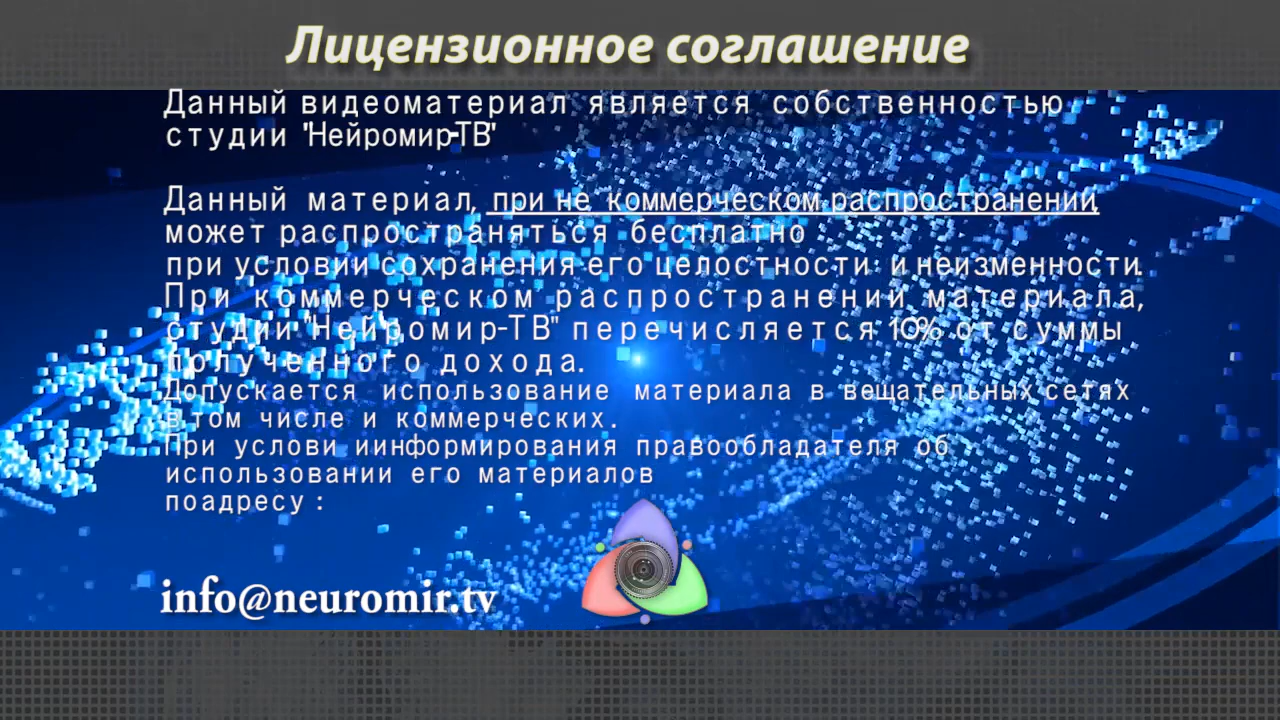 Лицензионное соглашение
Данный видеоматериал является собственностью
студии "Нейромир-ТВ"
Данный материал, при не коммерческом распространении,
может распространяться бесплатно
при условии сохранения его целостности и неизменности.
При коммерческом распространении материала,
студии "Нейромир-ТВ" перечисляется 10% от суммы
полученного дохода.
Допускается использование материала в вещательных сетях
в том числе и коммерческих.
При услови иинформирования правообладателя об
использовании его материалов
поадресу :
info@neuromir.tv